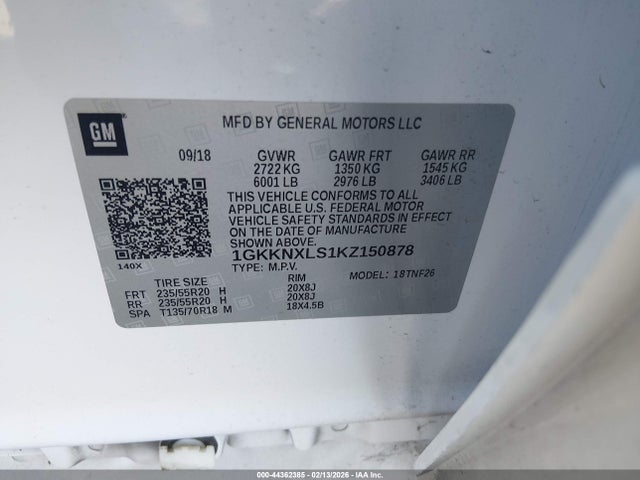 GM
MFD BY GENERAL MOTORS LLC
09/18 GVWR GAWR FRT GAWR RR
2722 KG 1350 KG 1545 KG
6001 LB 2976 LB 3406 LB
THIS VEHICLE CONFORMS TO ALL
APPLICABLE U.S. FEDERAL MOTOR
VEHICLE SAFETY STANDARDS IN EFFECT
ON THE DATE OF MANUFACTURE
SHOWN ABOVE.
1GKKNXLS1KZ150878
140X TYPE: M.P.V. MODEL: 18TNF26
TIRE SIZE RIM
FRT 235/55R20 H 20X8J
RR 235/55R20 H 20X8J
SPA T135/70R18 M 18X4.5B
000-44362385 - 02/13/2026 - IAA Inc.